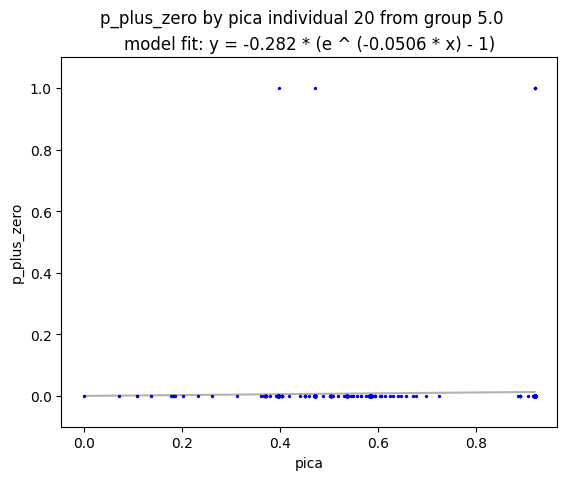 p_plus_zero by pica individual 20 from group 5.0
model fit: y = -0.282 * (e ^ (-0.0506 * x) - 1)
p_plus_zero
1.0
0.8
0.6
0.4
0.2
0.0
0.0 0.2 0.4 0.6 0.8
pica